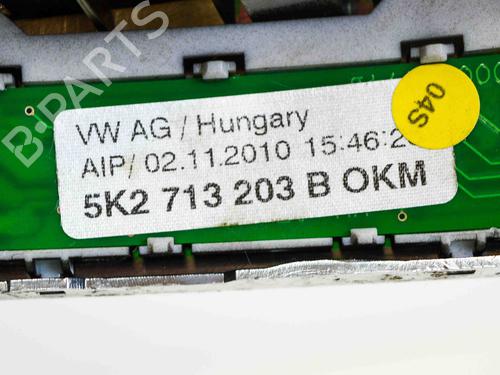 B-PARTS
04S
VW AG / Hungary
AIP/ 02.11.2010 15:46:2
5K2 713 203 B OKM